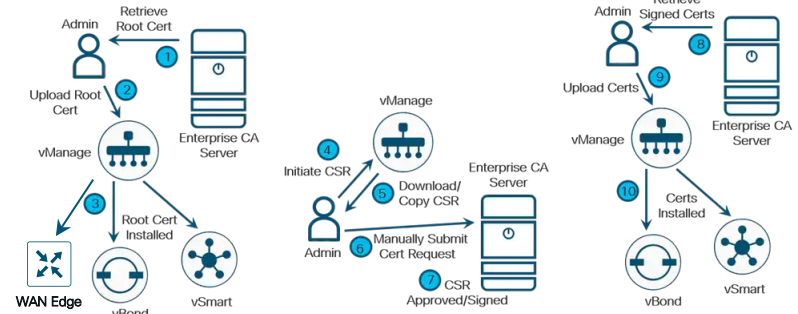 Retrieve
Root Cert
Admin
1
2
Upload Root
Cert
Enterprise CA
Server
vManage
3
Root Cert
Installed
WAN Edge
vBond
vSmart
vManage
4
Initiate CSR
5
Download/
Copy CSR
Enterprise CA
Server
Admin
6
Manually Submit
Cert Request
7
CSR
Approved/Signed
Retrieve
Signed Certs
Admin
8
9
Upload Certs
Enterprise CA
Server
vManage
10
Certs
Installed
vBond
vSmart